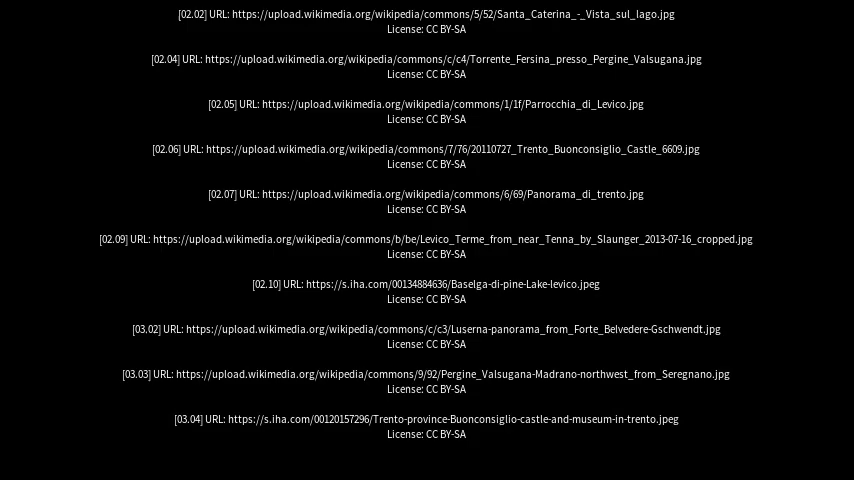 [02.02] URL: https://upload.wikimedia.org/wikipedia/commons/5/52/Santa_Caterina_-_Vista_sul_lago.jpg
License: CC BY-SA
[02.04] URL: https://upload.wikimedia.org/wikipedia/commons/c/c4/Torrente_Fersina_presso_Pergine_Valsugana.jpg
License: CC BY-SA
[02.05] URL: https://upload.wikimedia.org/wikipedia/commons/1/1f/Parrocchia_di_Levico.jpg
License: CC BY-SA
[02.06] URL: https://upload.wikimedia.org/wikipedia/commons/7/76/20110727_Trento_Buonconsiglio_Castle_6609.jpg
License: CC BY-SA
[02.07] URL: https://upload.wikimedia.org/wikipedia/commons/6/69/Panorama_di_trento.jpg
License: CC BY-SA
[02.09] URL: https://upload.wikimedia.org/wikipedia/commons/b/be/Levico_Terme_from_near_Tenna_by_Slaunger_2013-07-16_cropped.jpg
License: CC BY-SA
[02.10] URL: https://s.iha.com/00134884636/Baselga-di-pine-Lake-levico.jpeg
License: CC BY-SA
[03.02] URL: https://upload.wikimedia.org/wikipedia/commons/c/c3/Luserna-panorama_from_Forte_Belvedere-Gschwendt.jpg
License: CC BY-SA
[03.03] URL: https://upload.wikimedia.org/wikipedia/commons/9/92/Pergine_Valsugana-Madrano-northwest_from_Seregnano.jpg
License: CC BY-SA
[03.04] URL: https://s.iha.com/00120157296/Trento-province-Buonconsiglio-castle-and-museum-in-trento.jpeg
License: CC BY-SA